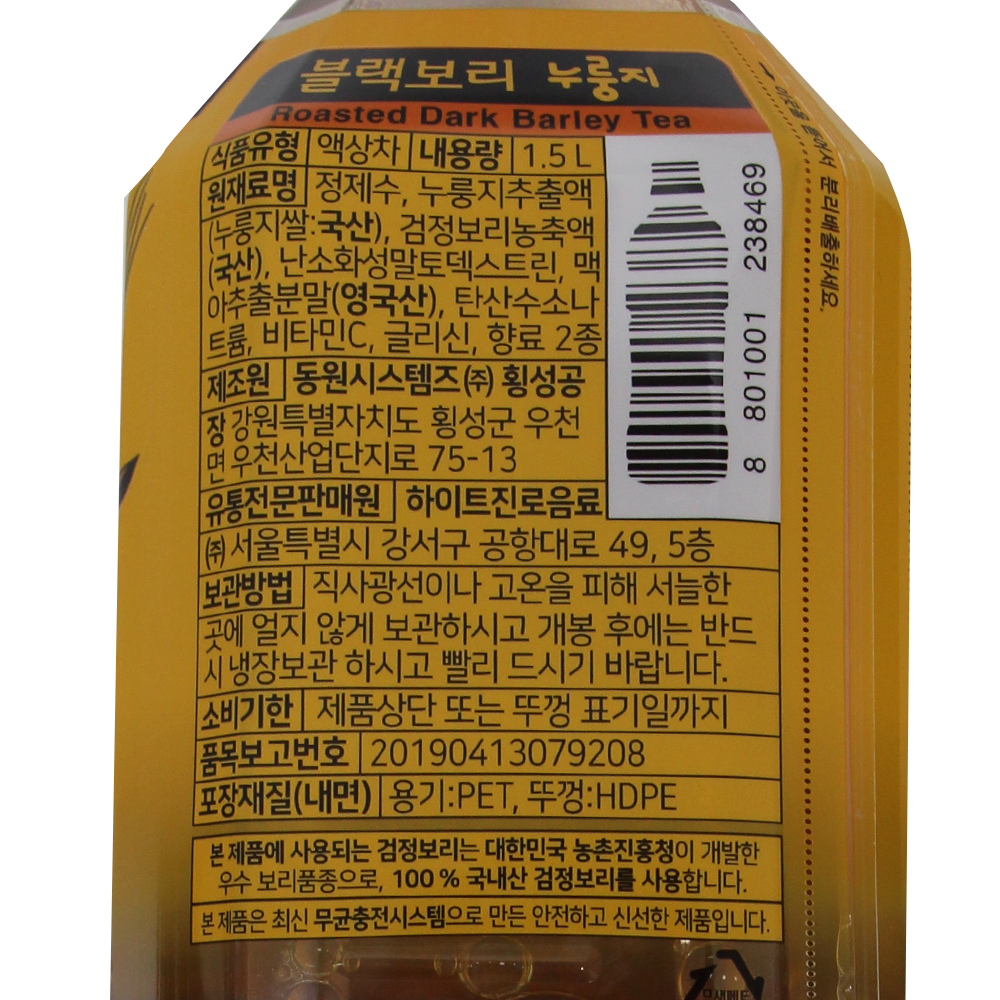 블랙보리 누룽지
Roasted Dark Barley Tea
식품유형 액상차 내용량 1.5 L
원재료명 정제수, 누룽지추출액
(누룽지쌀:국산), 검정보리농축액
(국산), 난소화성말토덱스트린, 맥
아추출분말(영국산), 탄산수소나
트륨, 비타민C, 글리신, 향료 2종
제조원 동원시스템즈㈜ 횡성공
장 강원특별자치도 횡성군 우천
면 우천산업단지로 75-13
유통전문판매원 하이트진로음료
㈜ 서울특별시 강서구 공항대로 49, 5층
보관방법 직사광선이나 고온을 피해 서늘한
곳에 얼지 않게 보관하시고 개봉 후에는 반드
시 냉장보관 하시고 빨리 드시기 바랍니다.
소비기한 제품상단 또는 뚜껑 표기일까지
품목보고번호 20190413079208
포장재질(내면) 용기:PET, 뚜껑:HDPE
본 제품에 사용되는 검정보리는 대한민국 농촌진흥청이 개발한
우수 보리품종으로, 100 % 국내산 검정보리를 사용합니다.
본 제품은 최신 무균충전시스템으로 만든 안전하고 신선한 제품입니다.
8 801001 238469
뜯어서 분리배출하세요.
무색페트